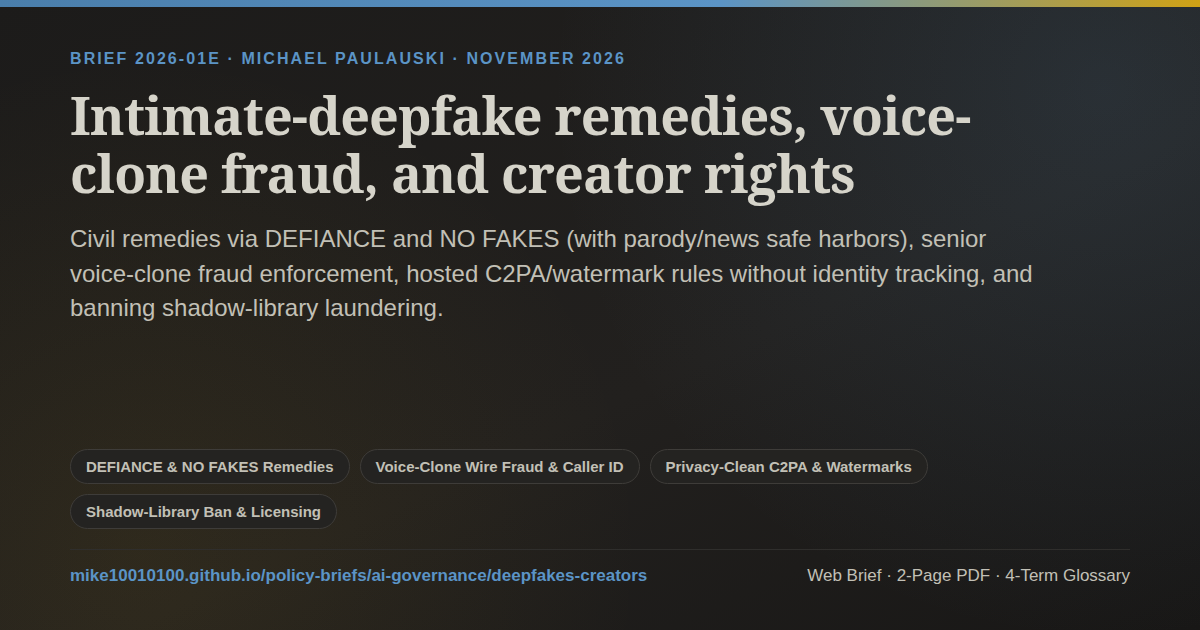 BRIEF 2026-01E · MICHAEL PAULAUSKI · NOVEMBER 2026
Intimate-deepfake remedies, voice-
clone fraud, and creator rights
Civil remedies via DEFIANCE and NO FAKES (with parody/news safe harbors), senior
voice-clone fraud enforcement, hosted C2PA/watermark rules without identity tracking, and
banning shadow-library laundering.
DEFIANCE & NO FAKES Remedies
Voice-Clone Wire Fraud & Caller ID
Privacy-Clean C2PA & Watermarks
Shadow-Library Ban & Licensing
mike10010100.github.io/policy-briefs/ai-governance/deepfakes-creators
Web Brief · 2-Page PDF · 4-Term Glossary